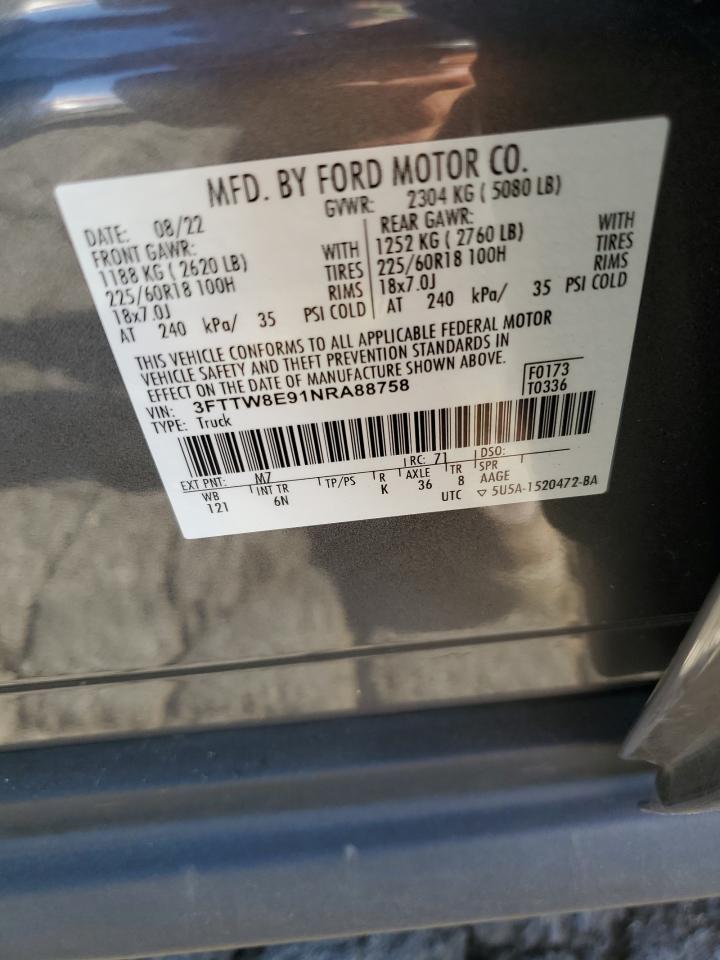 MFD. BY FORD MOTOR CO.
DATE: 08/22 GVWR: 2304 KG ( 5080 LB)
FRONT GAWR: WITH
1188 KG ( 2620 LB) TIRES
225/60R18 100H RIMS
18x7.0J
AT 240 kPa/ 35 PSI COLD
REAR GAWR: WITH
1252 KG ( 2760 LB) TIRES
225/60R18 100H RIMS
18x7.0J
AT 240 kPa/ 35 PSI COLD
THIS VEHICLE CONFORMS TO ALL APPLICABLE FEDERAL MOTOR
VEHICLE SAFETY AND THEFT PREVENTION STANDARDS IN
EFFECT ON THE DATE OF MANUFACTURE SHOWN ABOVE.
VIN: 3FTTW8E91NRA88758
TYPE: Truck
F0173
T0336
EXT PNT: M7 RC: 71 DSO:
WB INT TR TP/PS R AXLE TR SPR
121 6N K 36 8 AAGE
UTC ▽ 5U5A-1520472-BA